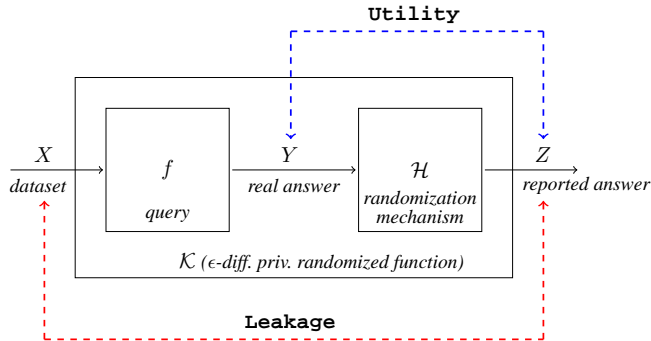 Utility
X
dataset
f
query
Y
real answer
ℋ
randomization
mechanism
Z
reported answer
𝒦 (ϵ-diff. priv. randomized function)
Leakage